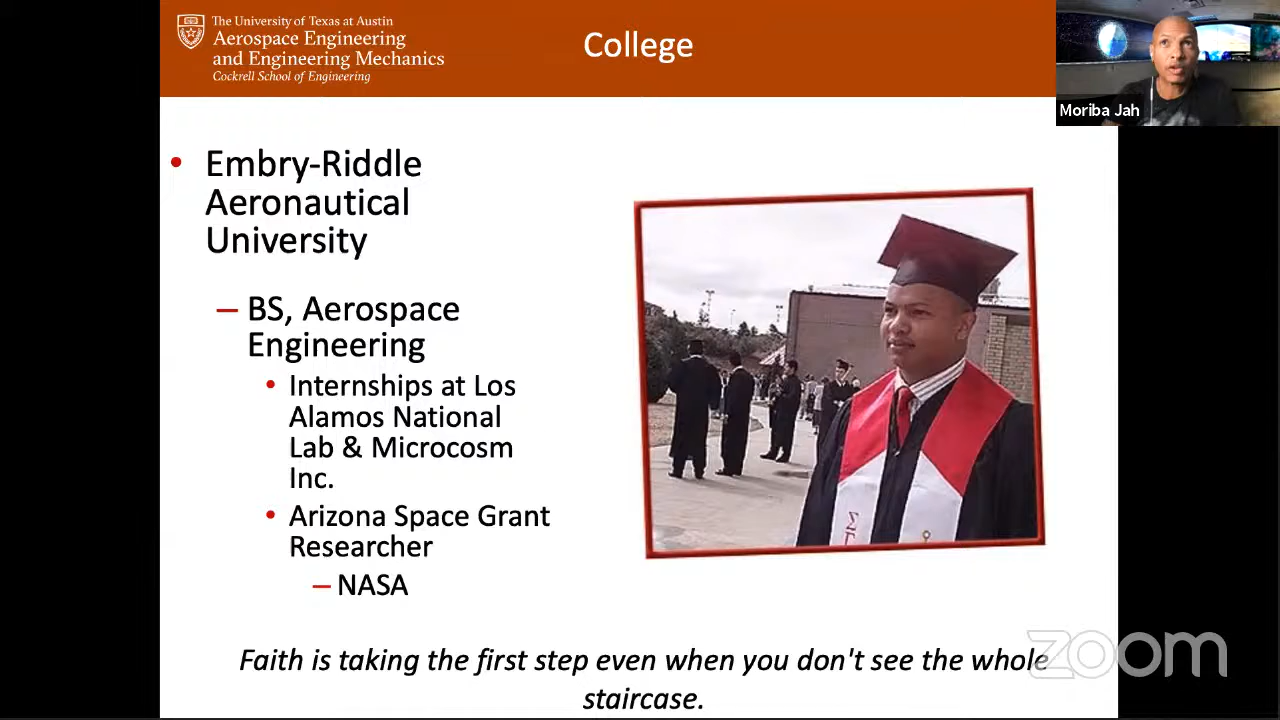 The University of Texas at Austin
Aerospace Engineering
and Engineering Mechanics
Cockrell School of Engineering
College
Moriba Jah
• Embry-Riddle
Aeronautical
University
– BS, Aerospace
Engineering
• Internships at Los
Alamos National
Lab & Microcosm
Inc.
• Arizona Space Grant
Researcher
– NASA
Faith is taking the first step even when you don't see the whole
staircase.
zoom